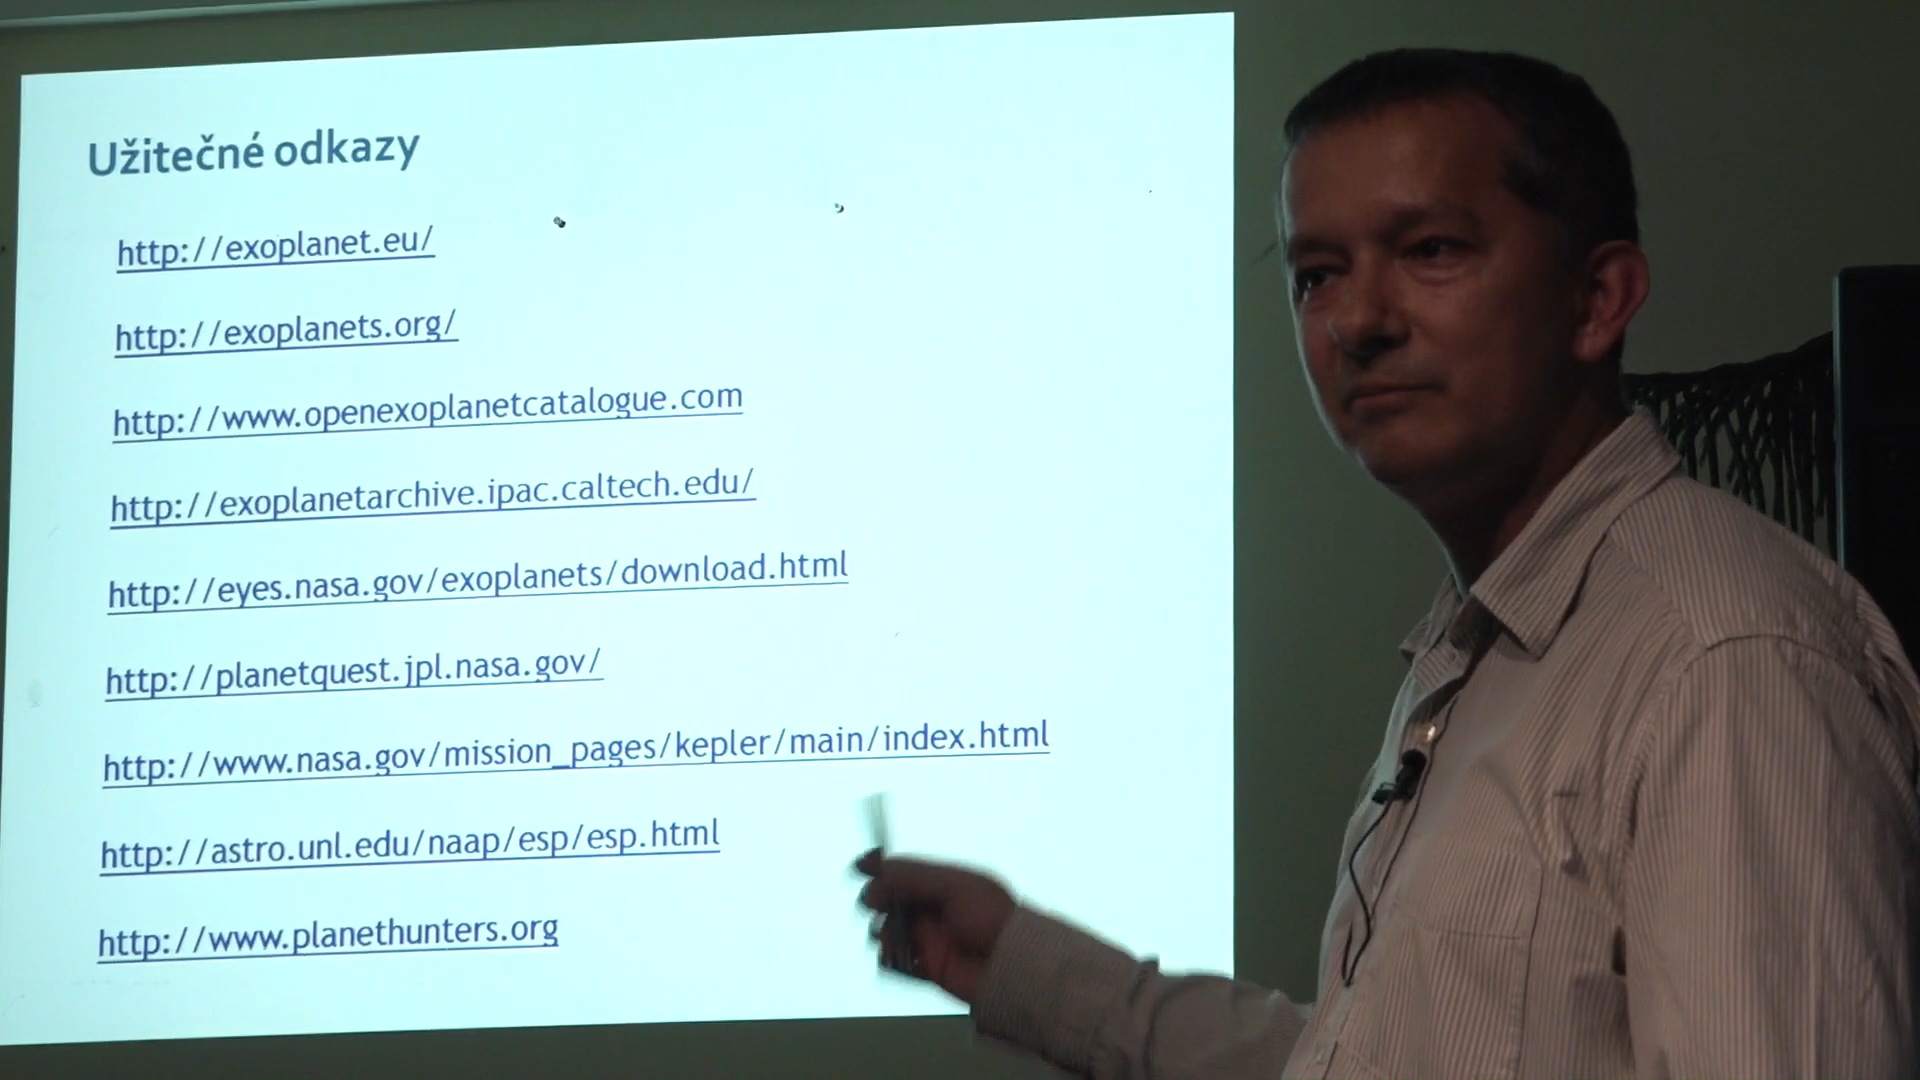 Užitečné odkazy
http://exoplanet.eu/
http://exoplanets.org/
http://www.openexoplanetcatalogue.com
http://exoplanetarchive.ipac.caltech.edu/
http://eyes.nasa.gov/exoplanets/download.html
http://planetquest.jpl.nasa.gov/
http://www.nasa.gov/mission_pages/kepler/main/index.html
http://astro.unl.edu/naap/esp/esp.html
http://www.planethunters.org